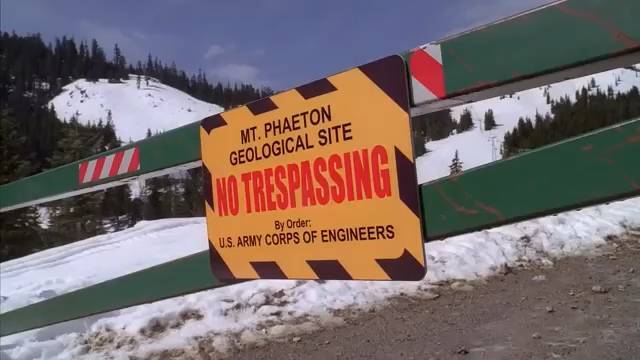 MT. PHAETON
GEOLOGICAL SITE
NO TRESPASSING
By Order:
U.S. ARMY CORPS OF ENGINEERS